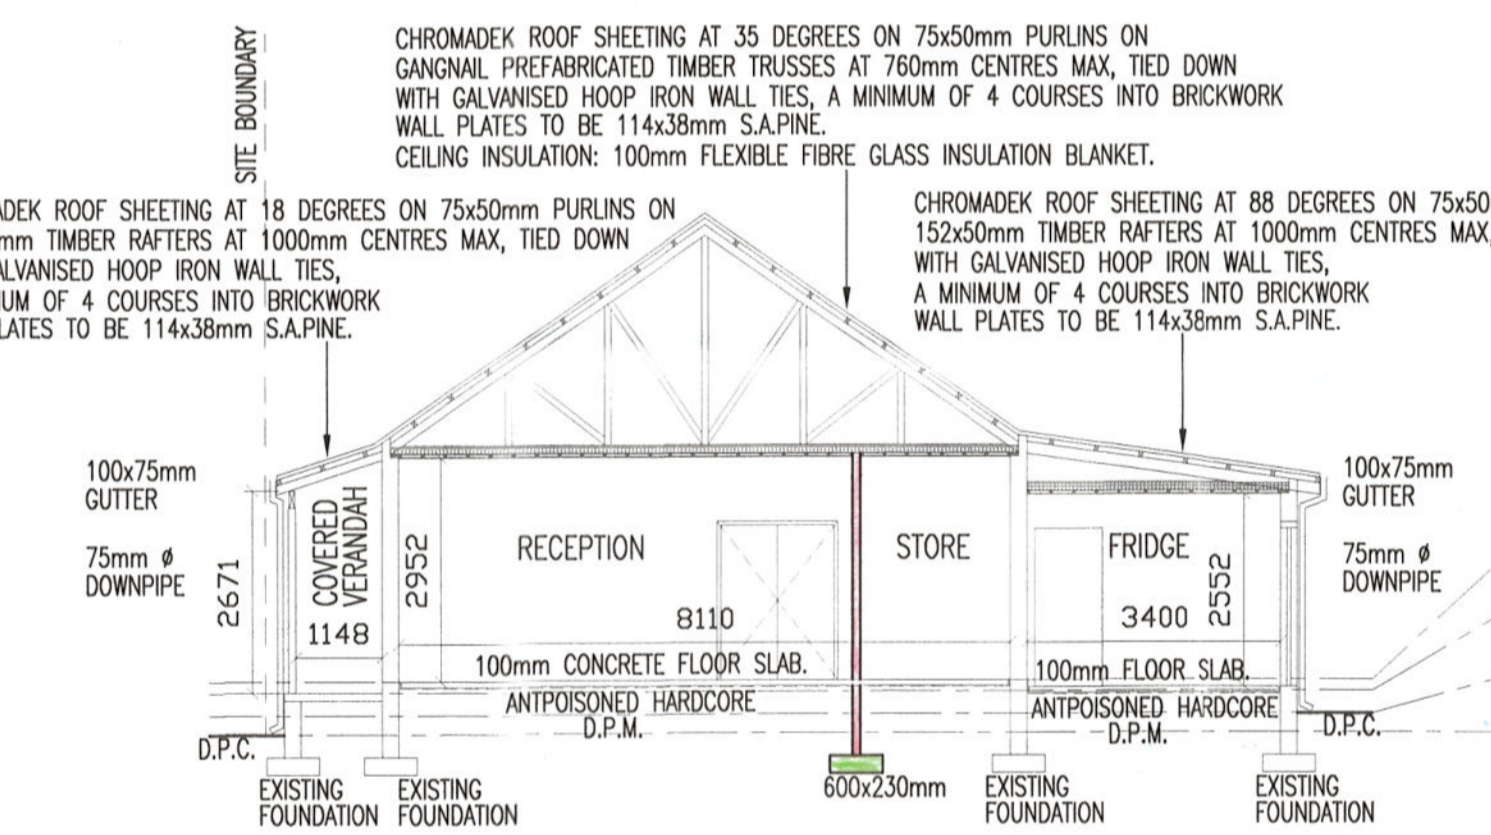 SITE BOUNDARY
CHROMADEK ROOF SHEETING AT 35 DEGREES ON 75x50mm PURLINS ON
GANGNAIL PREFABRICATED TIMBER TRUSSES AT 760mm CENTRES MAX, TIED DOWN
WITH GALVANISED HOOP IRON WALL TIES, A MINIMUM OF 4 COURSES INTO BRICKWORK
WALL PLATES TO BE 114x38mm S.A.PINE.
CEILING INSULATION: 100mm FLEXIBLE FIBRE GLASS INSULATION BLANKET.
ADEK ROOF SHEETING AT 18 DEGREES ON 75x50mm PURLINS ON
mm TIMBER RAFTERS AT 1000mm CENTRES MAX, TIED DOWN
ALVANISED HOOP IRON WALL TIES,
UM OF 4 COURSES INTO BRICKWORK
LATES TO BE 114x38mm S.A.PINE.
CHROMADEK ROOF SHEETING AT 88 DEGREES ON 75x50
152x50mm TIMBER RAFTERS AT 1000mm CENTRES MAX,
WITH GALVANISED HOOP IRON WALL TIES,
A MINIMUM OF 4 COURSES INTO BRICKWORK
WALL PLATES TO BE 114x38mm S.A.PINE.
100x75mm
GUTTER
75mm ø
DOWNPIPE
2671
COVERED
VERANDAH
1148
2952
RECEPTION
8110
STORE
FRIDGE
3400
2552
100x75mm
GUTTER
75mm ø
DOWNPIPE
100mm CONCRETE FLOOR SLAB.
ANTPOISONED HARDCORE
D.P.M.
100mm FLOOR SLAB.
ANTPOISONED HARDCORE
D.P.M.
D.P.C.
D.P.C.
EXISTING
FOUNDATION
EXISTING
FOUNDATION
600x230mm
EXISTING
FOUNDATION
EXISTING
FOUNDATION